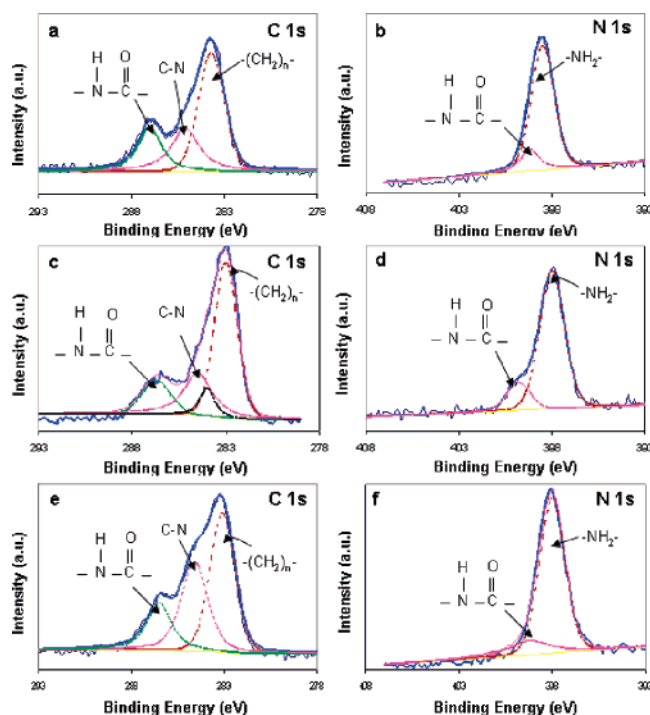 a
C 1s
H O
C-N
-(CH₂)ₙ-
– N – C –
Intensity (a.u.)
293 288 283 278
Binding Energy (eV)
b
N 1s
-NH₂-
H O
– N – C –
Intensity (a.u.)
408 403 398
Binding Energy (eV)
c
C 1s
H O
C-N
-(CH₂)ₙ-
– N – C –
Intensity (a.u.)
293 288 283 278
Binding Energy (eV)
d
N 1s
-NH₂-
H O
– N – C –
Intensity (a.u.)
408 403 398
Binding Energy (eV)
e
C 1s
H O
C-N
-(CH₂)ₙ-
– N – C –
Intensity (a.u.)
293 288 283 278
Binding Energy (eV)
f
N 1s
-NH₂-
H O
– N – C –
Intensity (a.u.)
408 403 398
Binding Energy (eV)